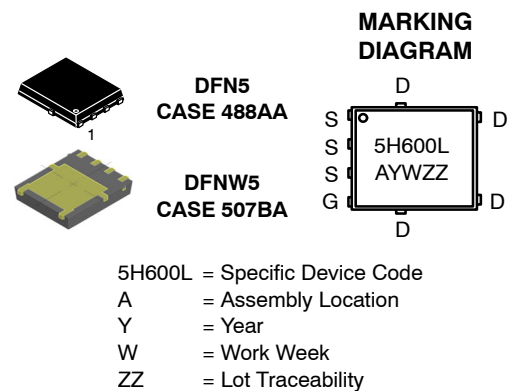 MARKING
DIAGRAM
DFN5
CASE 488AA
1
DFNW5
CASE 507BA
D
S
D
S
5H600L
S
AYWZZ
G
D
D
5H600L = Specific Device Code
A = Assembly Location
Y = Year
W = Work Week
ZZ = Lot Traceability